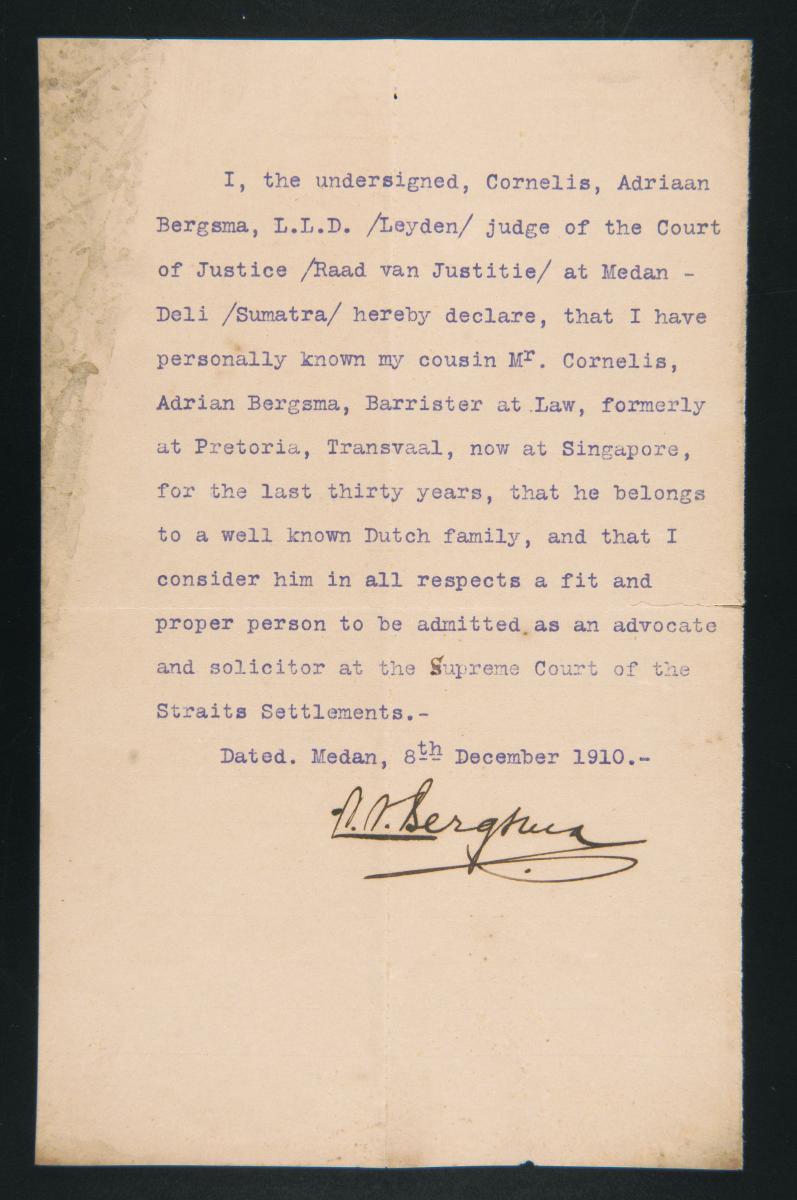 I, the undersigned, Cornelis, Adriaan
Bergsma, L.L.D. /Leyden/ judge of the Court
of Justice /Raad van Justitie/ at Medan -
Deli /Sumatra/ hereby declare, that I have
personally known my cousin Mr. Cornelis,
Adrian Bergsma, Barrister at Law, formerly
at Pretoria, Transvaal, now at Singapore,
for the last thirty years, that he belongs
to a well known Dutch family, and that I
consider him in all respects a fit and
proper person to be admitted as an advocate
and solicitor at the Supreme Court of the
Straits Settlements.-
Dated. Medan, 8th December 1910.-
Bergsma